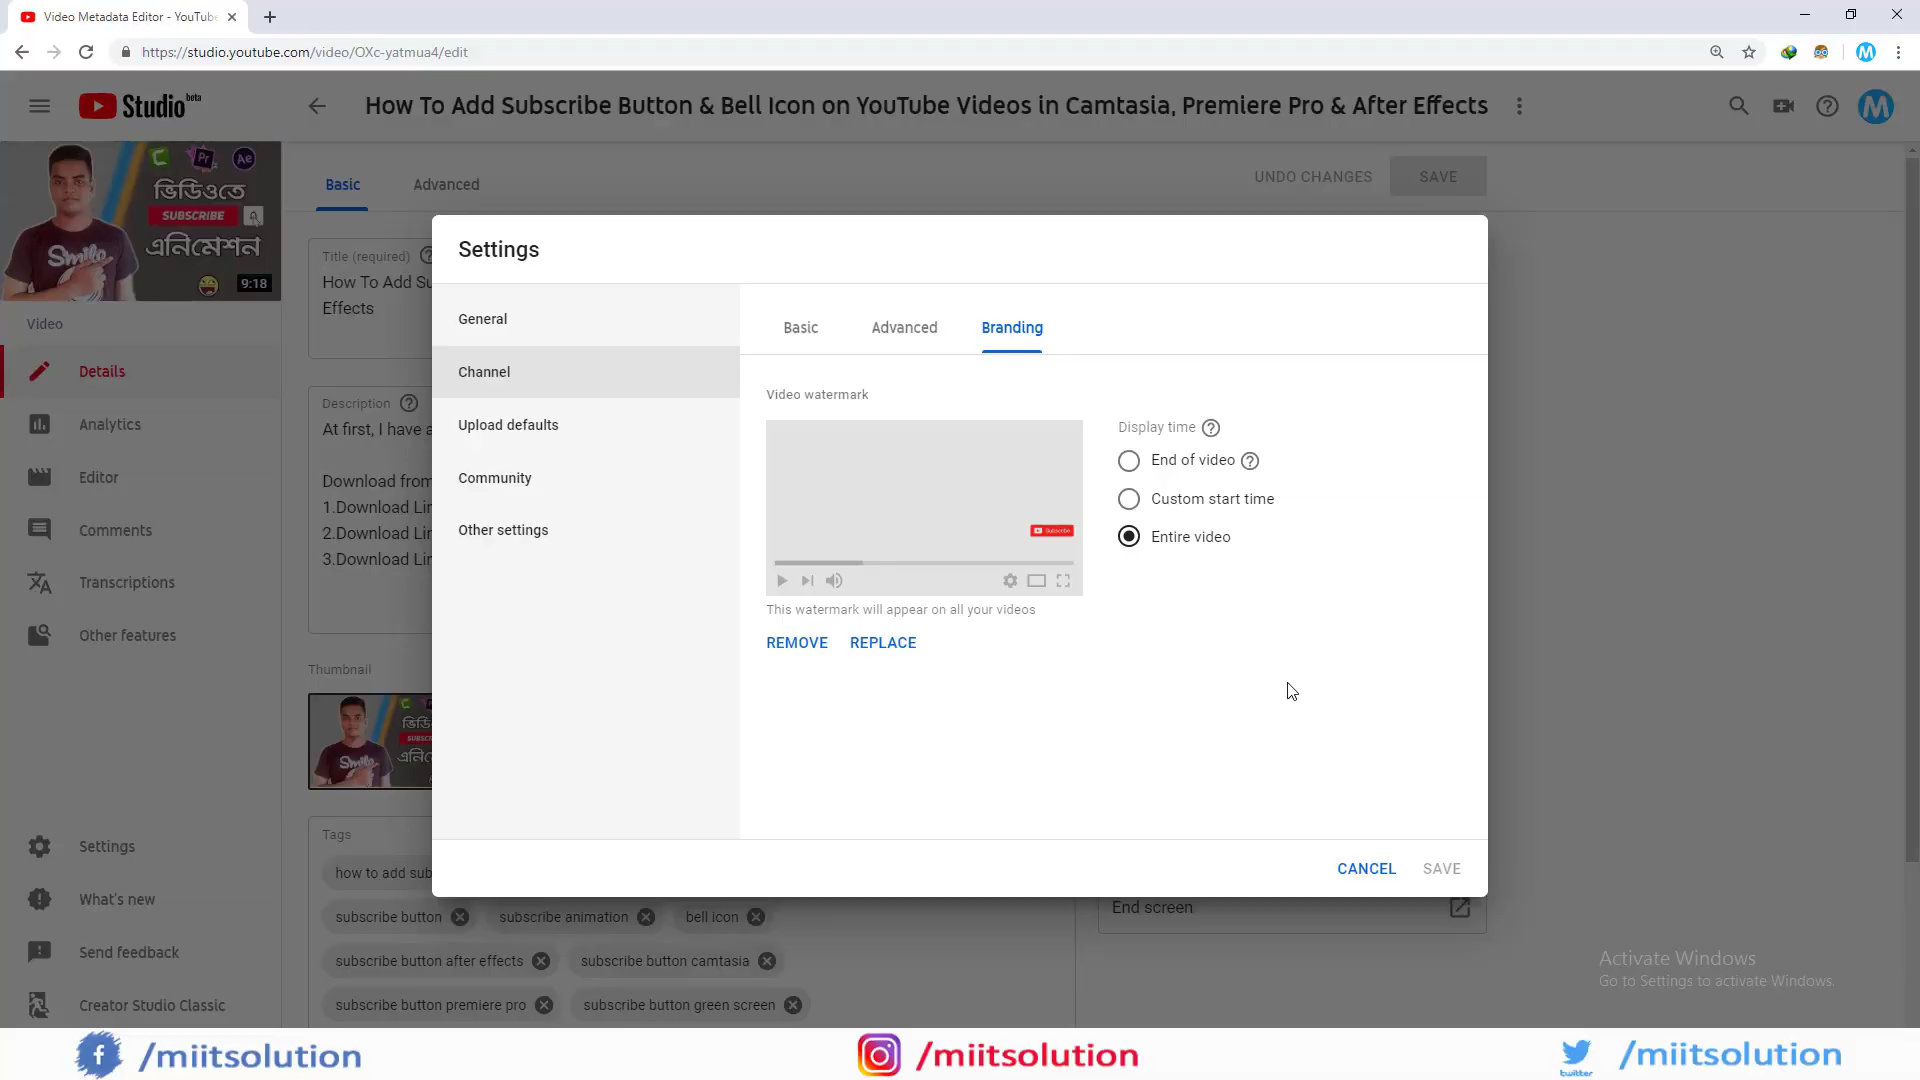 Video Metadata Editor - YouTube
https://studio.youtube.com/video/OXc-yatmua4/edit
M
Studio beta
How To Add Subscribe Button & Bell Icon on YouTube Videos in Camtasia, Premiere Pro & After Effects
M
C Pr Ae
ভিডিওতে
SUBSCRIBE
এনিমেশন
Smile
9:18
Basic
Advanced
UNDO CHANGES
SAVE
Title (required)
How To Add Su
Effects
Video
Details
Analytics
Editor
Comments
Transcriptions
Other features
Settings
What's new
Send feedback
Creator Studio Classic
Description
At first, I have a
Download from
1.Download Lin
2.Download Lin
3.Download Lin
Thumbnail
Tags
how to add sub
subscribe button
subscribe animation
bell icon
subscribe button after effects
subscribe button camtasia
subscribe button premiere pro
subscribe button green screen
End screen
Settings
General
Channel
Upload defaults
Community
Other settings
Basic
Advanced
Branding
Video watermark
Subscribe
This watermark will appear on all your videos
REMOVE
REPLACE
Display time
End of video
Custom start time
Entire video
CANCEL
SAVE
Activate Windows
Go to Settings to activate Windows.
/miitsolution
/miitsolution
twitter
/miitsolution